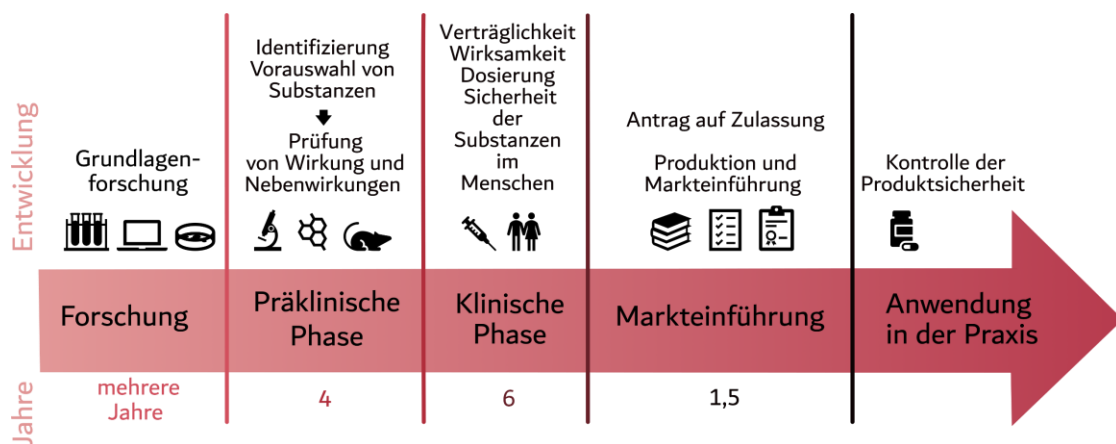 Entwicklung
Grundlagen-
forschung
Identifizierung
Vorauswahl von
Substanzen
Prüfung
von Wirkung und
Nebenwirkungen
Verträglichkeit
Wirksamkeit
Dosierung
Sicherheit
der
Substanzen
im
Menschen
Antrag auf Zulassung
Produktion und
Markteinführung
Kontrolle der
Produktsicherheit
Forschung
Präklinische
Phase
Klinische
Phase
Markteinführung
Anwendung
in der Praxis
Jahre
mehrere
Jahre
4
6
1,5